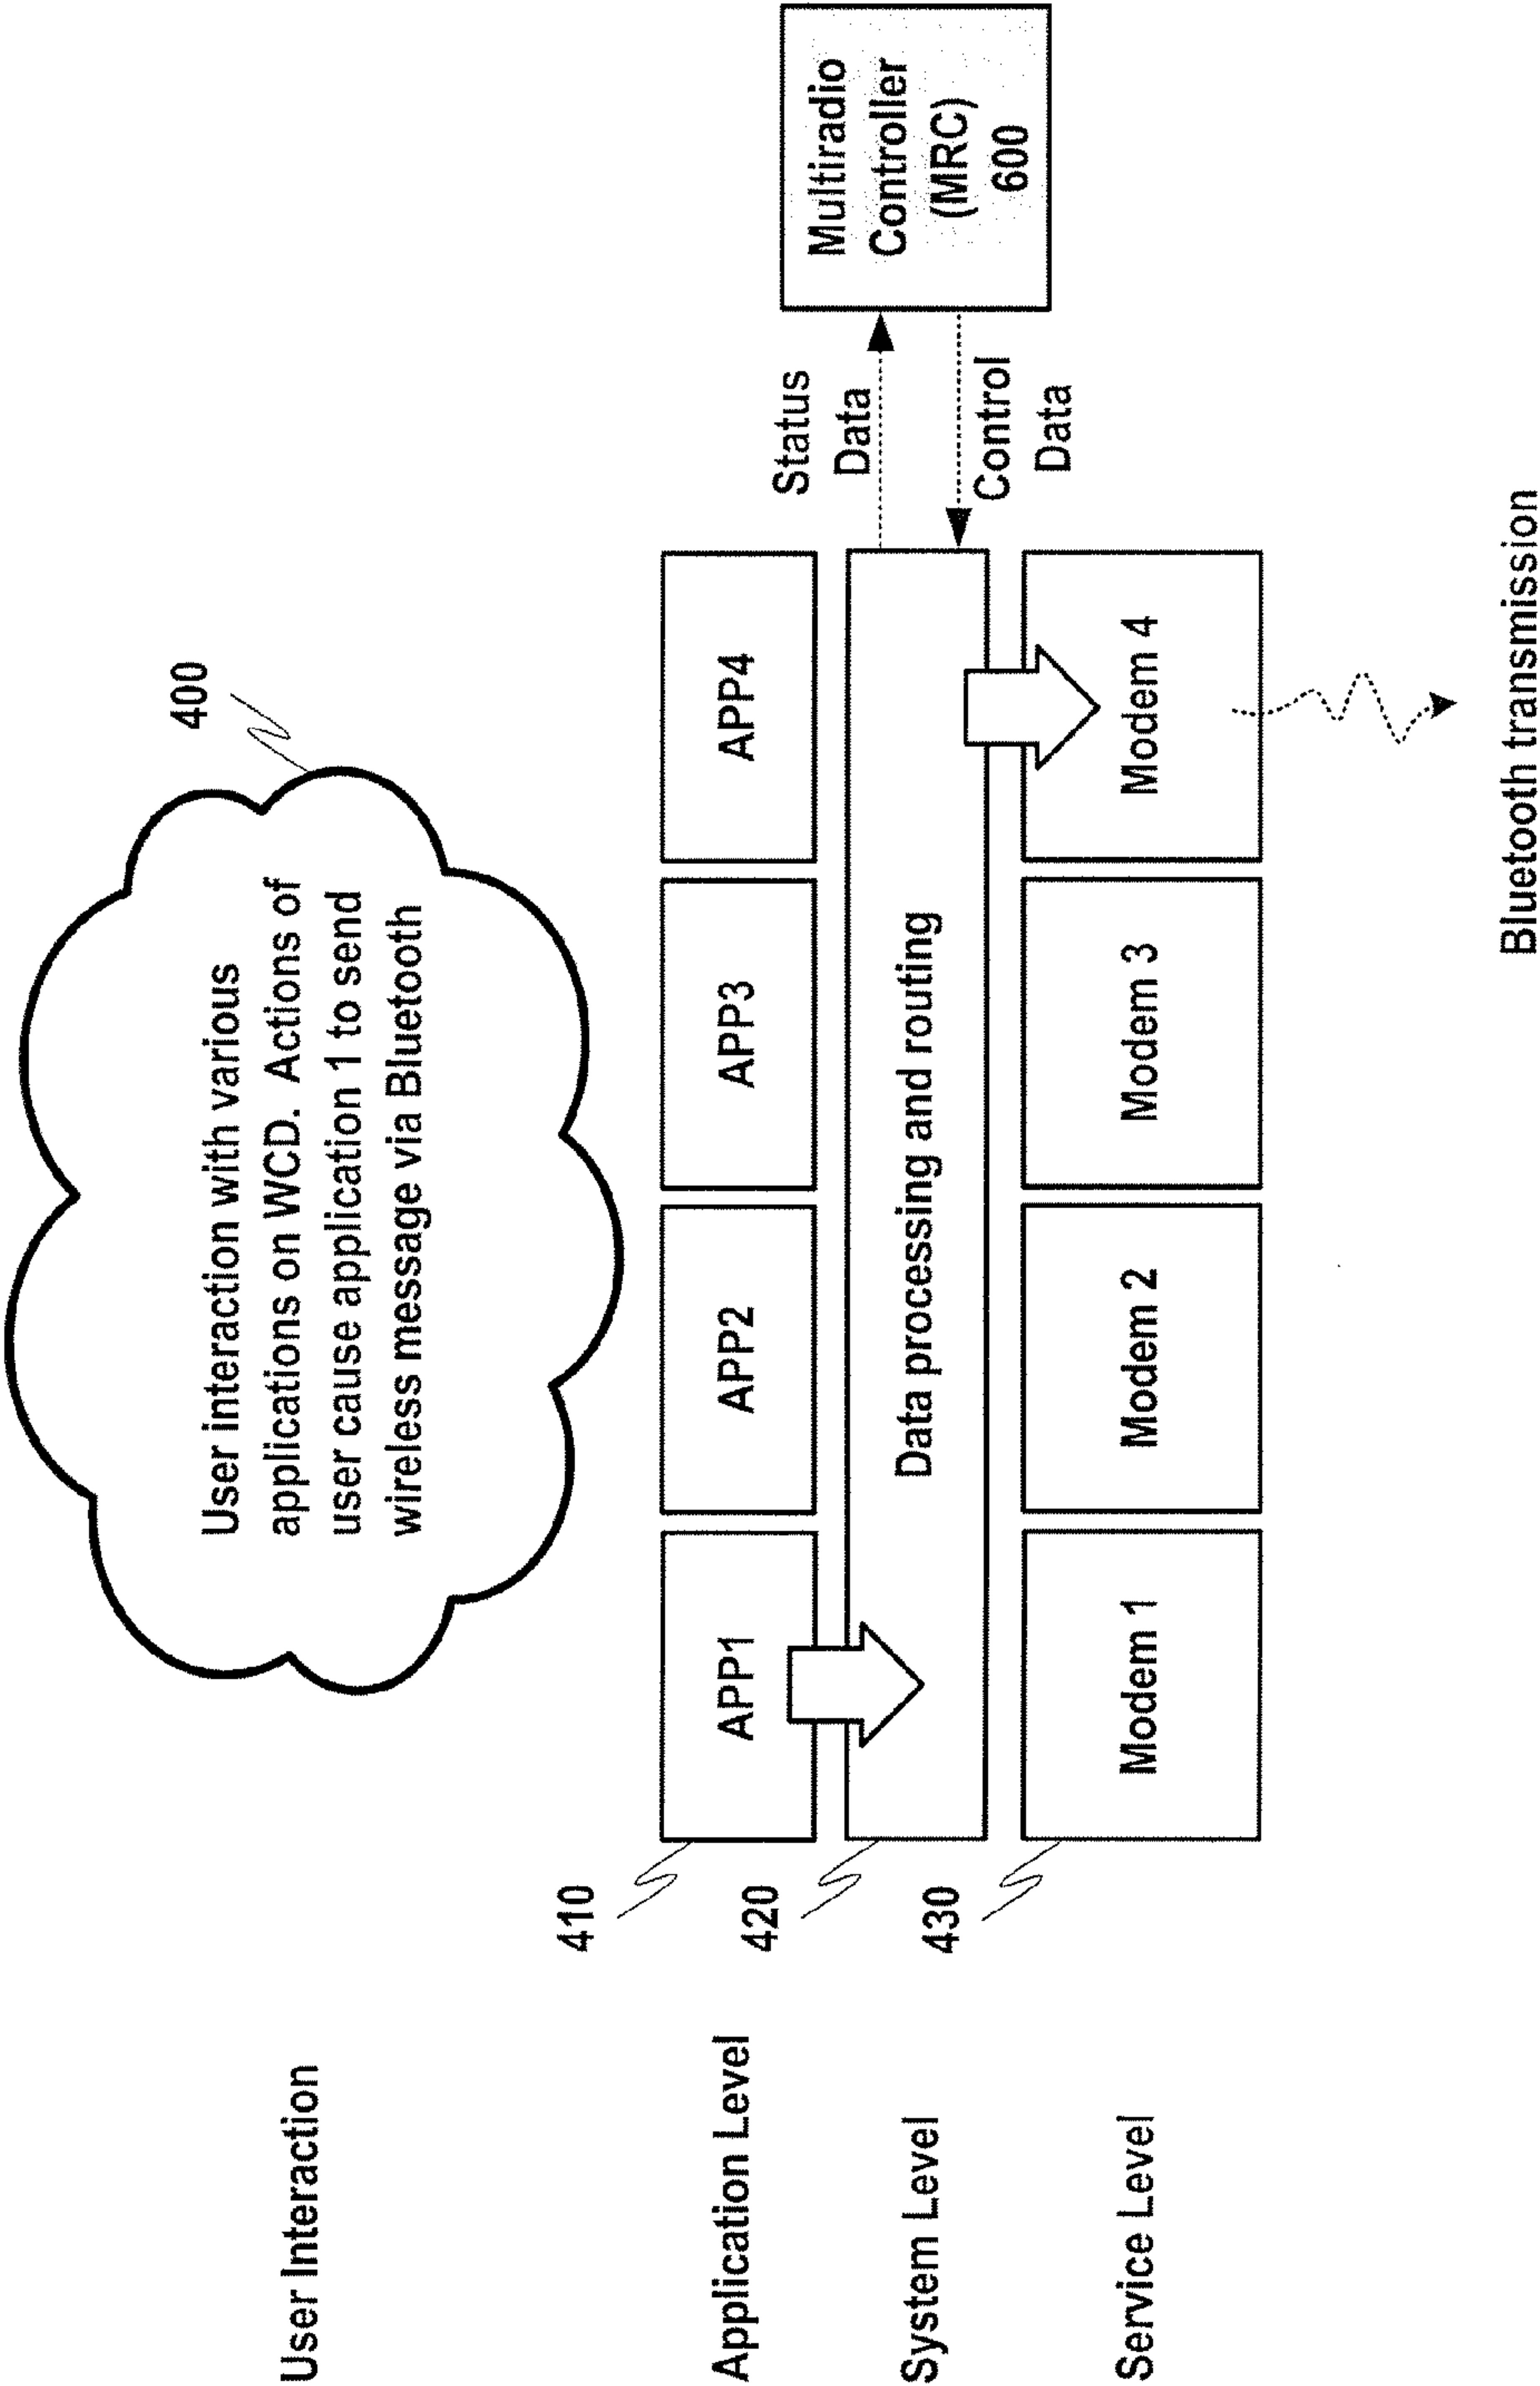 User Interaction
400
User interaction with various
applications on WCD. Actions of
user cause application 1 to send
wireless message via Bluetooth
Application Level
410
APP1
APP2
APP3
APP4
System Level
420
Data processing and routing
Status
Data
Control
Data
Multiradio
Controller
(MRC)
600
Service Level
430
Modem 1
Modem 2
Modem 3
Modem 4
Bluetooth transmission